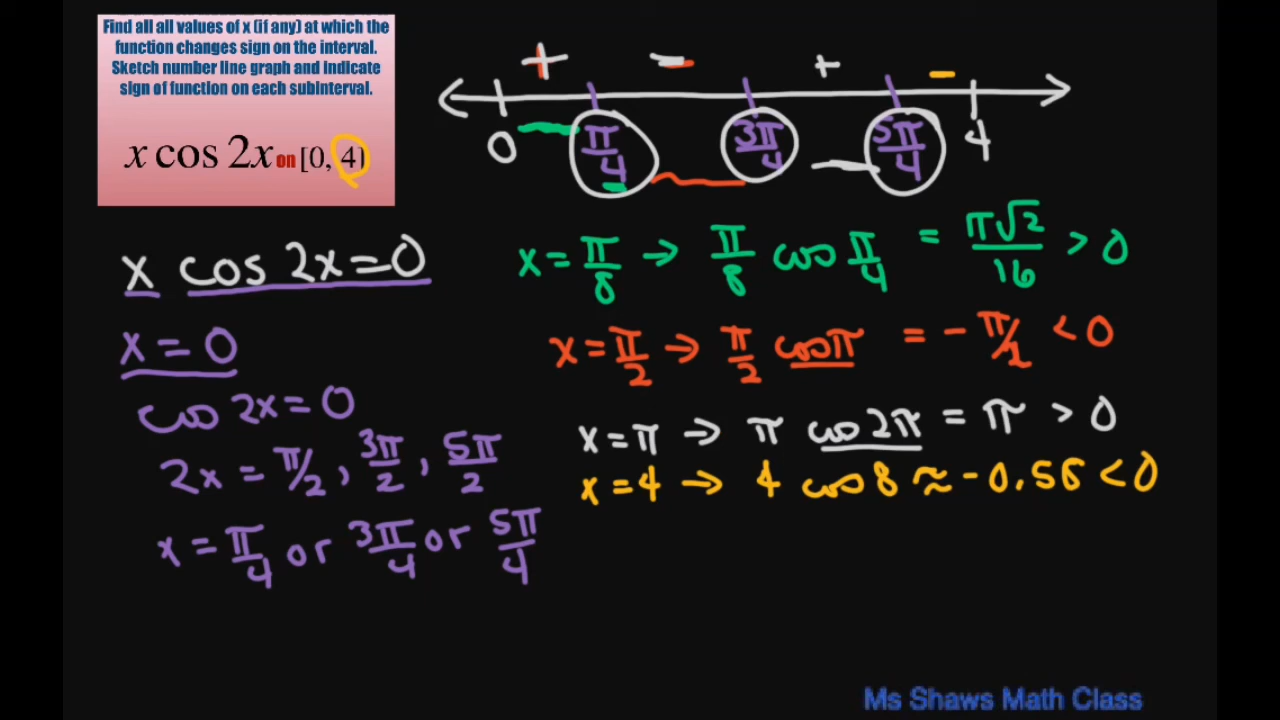 Find all all values of x (if any) at which the
function changes sign on the interval.
Sketch number line graph and indicate
sign of function on each subinterval.
x cos 2x on [0, 4)
+ − + −
0 π/4 3π/4 5π/4 4
x cos 2x = 0
x = 0
cos 2x = 0
2x = π/2, 3π/2, 5π/2
x = π/4 or 3π/4 or 5π/4
x = π/8 → π/8 cos π/4 = π√2/16 > 0
x = π/2 → π/2 cos π = −π/2 < 0
x = π → π cos 2π = π > 0
x = 4 → 4 cos 8 ≈ −0.58 < 0
Ms Shaws Math Class